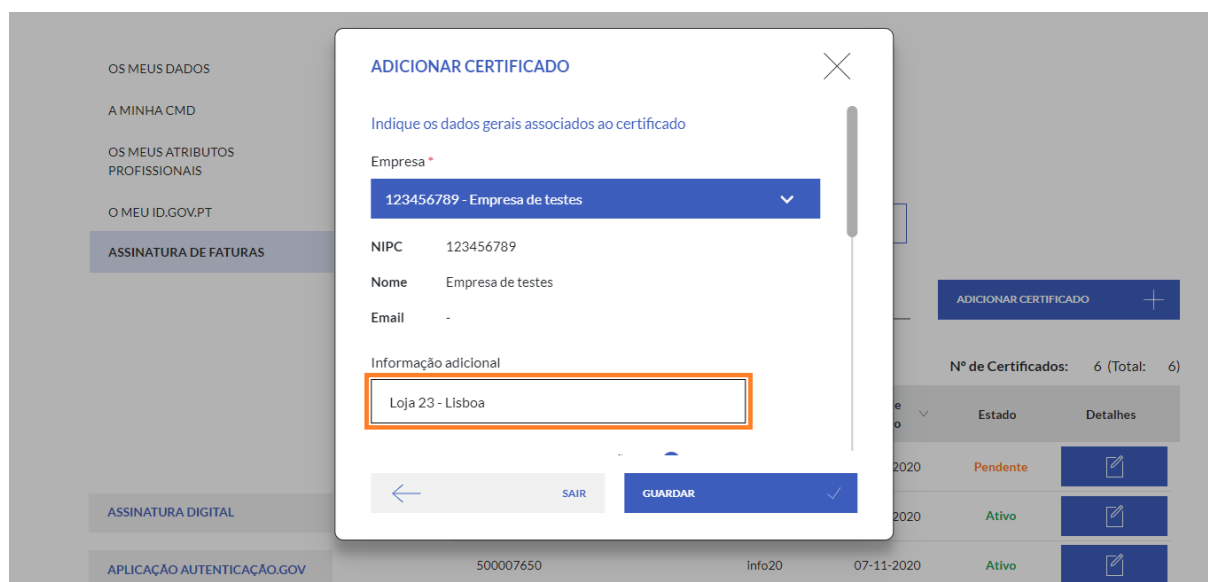 OS MEUS DADOS
A MINHA CMD
OS MEUS ATRIBUTOS
PROFISSIONAIS
O MEU ID.GOV.PT
ASSINATURA DE FATURAS
ASSINATURA DIGITAL
APLICAÇÃO AUTENTICAÇÃO.GOV
ADICIONAR CERTIFICADO
Indique os dados gerais associados ao certificado
Empresa *
123456789 - Empresa de testes
NIPC 123456789
Nome Empresa de testes
Email -
Informação adicional
Loja 23 - Lisboa
SAIR
GUARDAR
ADICIONAR CERTIFICADO
Nº de Certificados: 6 (Total: 6)
e
o
Estado Detalhes
2020 Pendente
2020 Ativo
500007650 info20 07-11-2020 Ativo